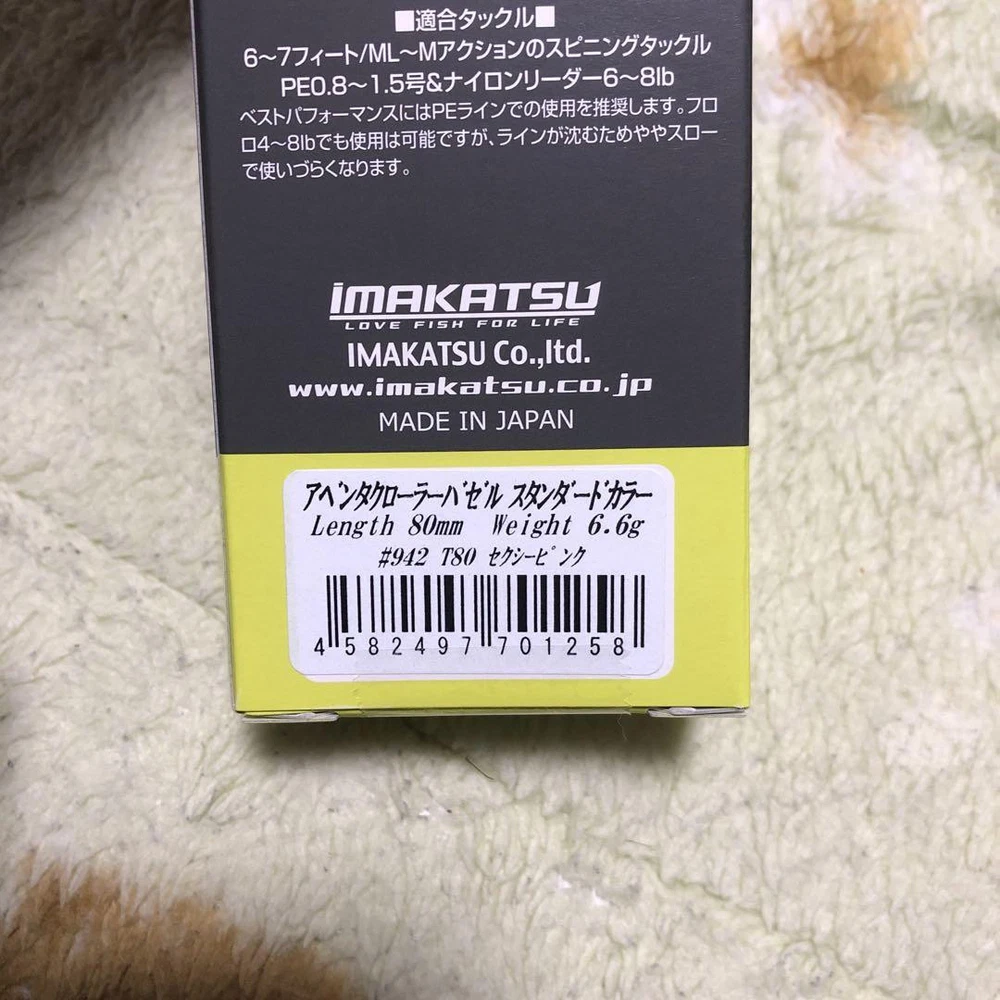 ■適合タックル■
6〜7フィート/ML〜Mアクションのスピニングタックル
PE0.8〜1.5号&ナイロンリーダー6〜8lb
ベストパフォーマンスにはPEラインでの使用を推奨します。フロ
ロ4〜8lbでも使用は可能ですが、ラインが沈むためややスロー
で使いづらくなります。
imakatsu
LOVE FISH FOR LIFE
IMAKATSU Co.,ltd.
www.imakatsu.co.jp
MADE IN JAPAN
アベンタクローラーバゼル スタンダードカラー
Length 80mm Weight 6.6g
#942 T80 セクシーピンク
4 582497 701258